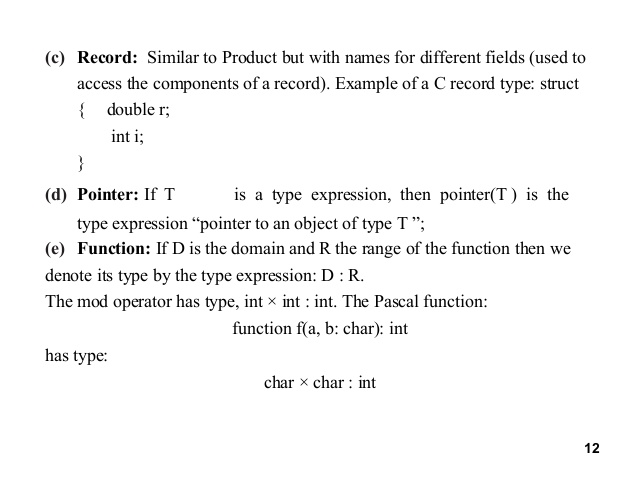 (c) Record: Similar to Product but with names for different fields (used to
access the components of a record). Example of a C record type: struct
{ double r;
int i;
}
(d) Pointer: If T is a type expression, then pointer(T ) is the
type expression “pointer to an object of type T ”;
(e) Function: If D is the domain and R the range of the function then we
denote its type by the type expression: D : R.
The mod operator has type, int × int : int. The Pascal function:
function f(a, b: char): int
has type:
char × char : int
12